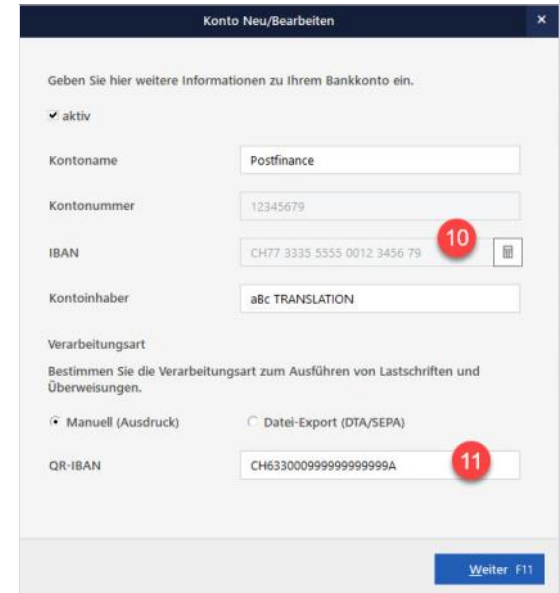 Konto Neu/Bearbeiten
Geben Sie hier weitere Informationen zu Ihrem Bankkonto ein.
aktiv
Kontoname Postfinance
Kontonummer 12345679
IBAN CH77 3335 5555 0012 3456 79 10
Kontoinhaber aBc TRANSLATION
Verarbeitungsart
Bestimmen Sie die Verarbeitungsart zum Ausführen von Lastschriften und
Überweisungen.
Manuell (Ausdruck) Datei-Export (DTA/SEPA)
QR-IBAN CH633000999999999999A 11
Weiter F11